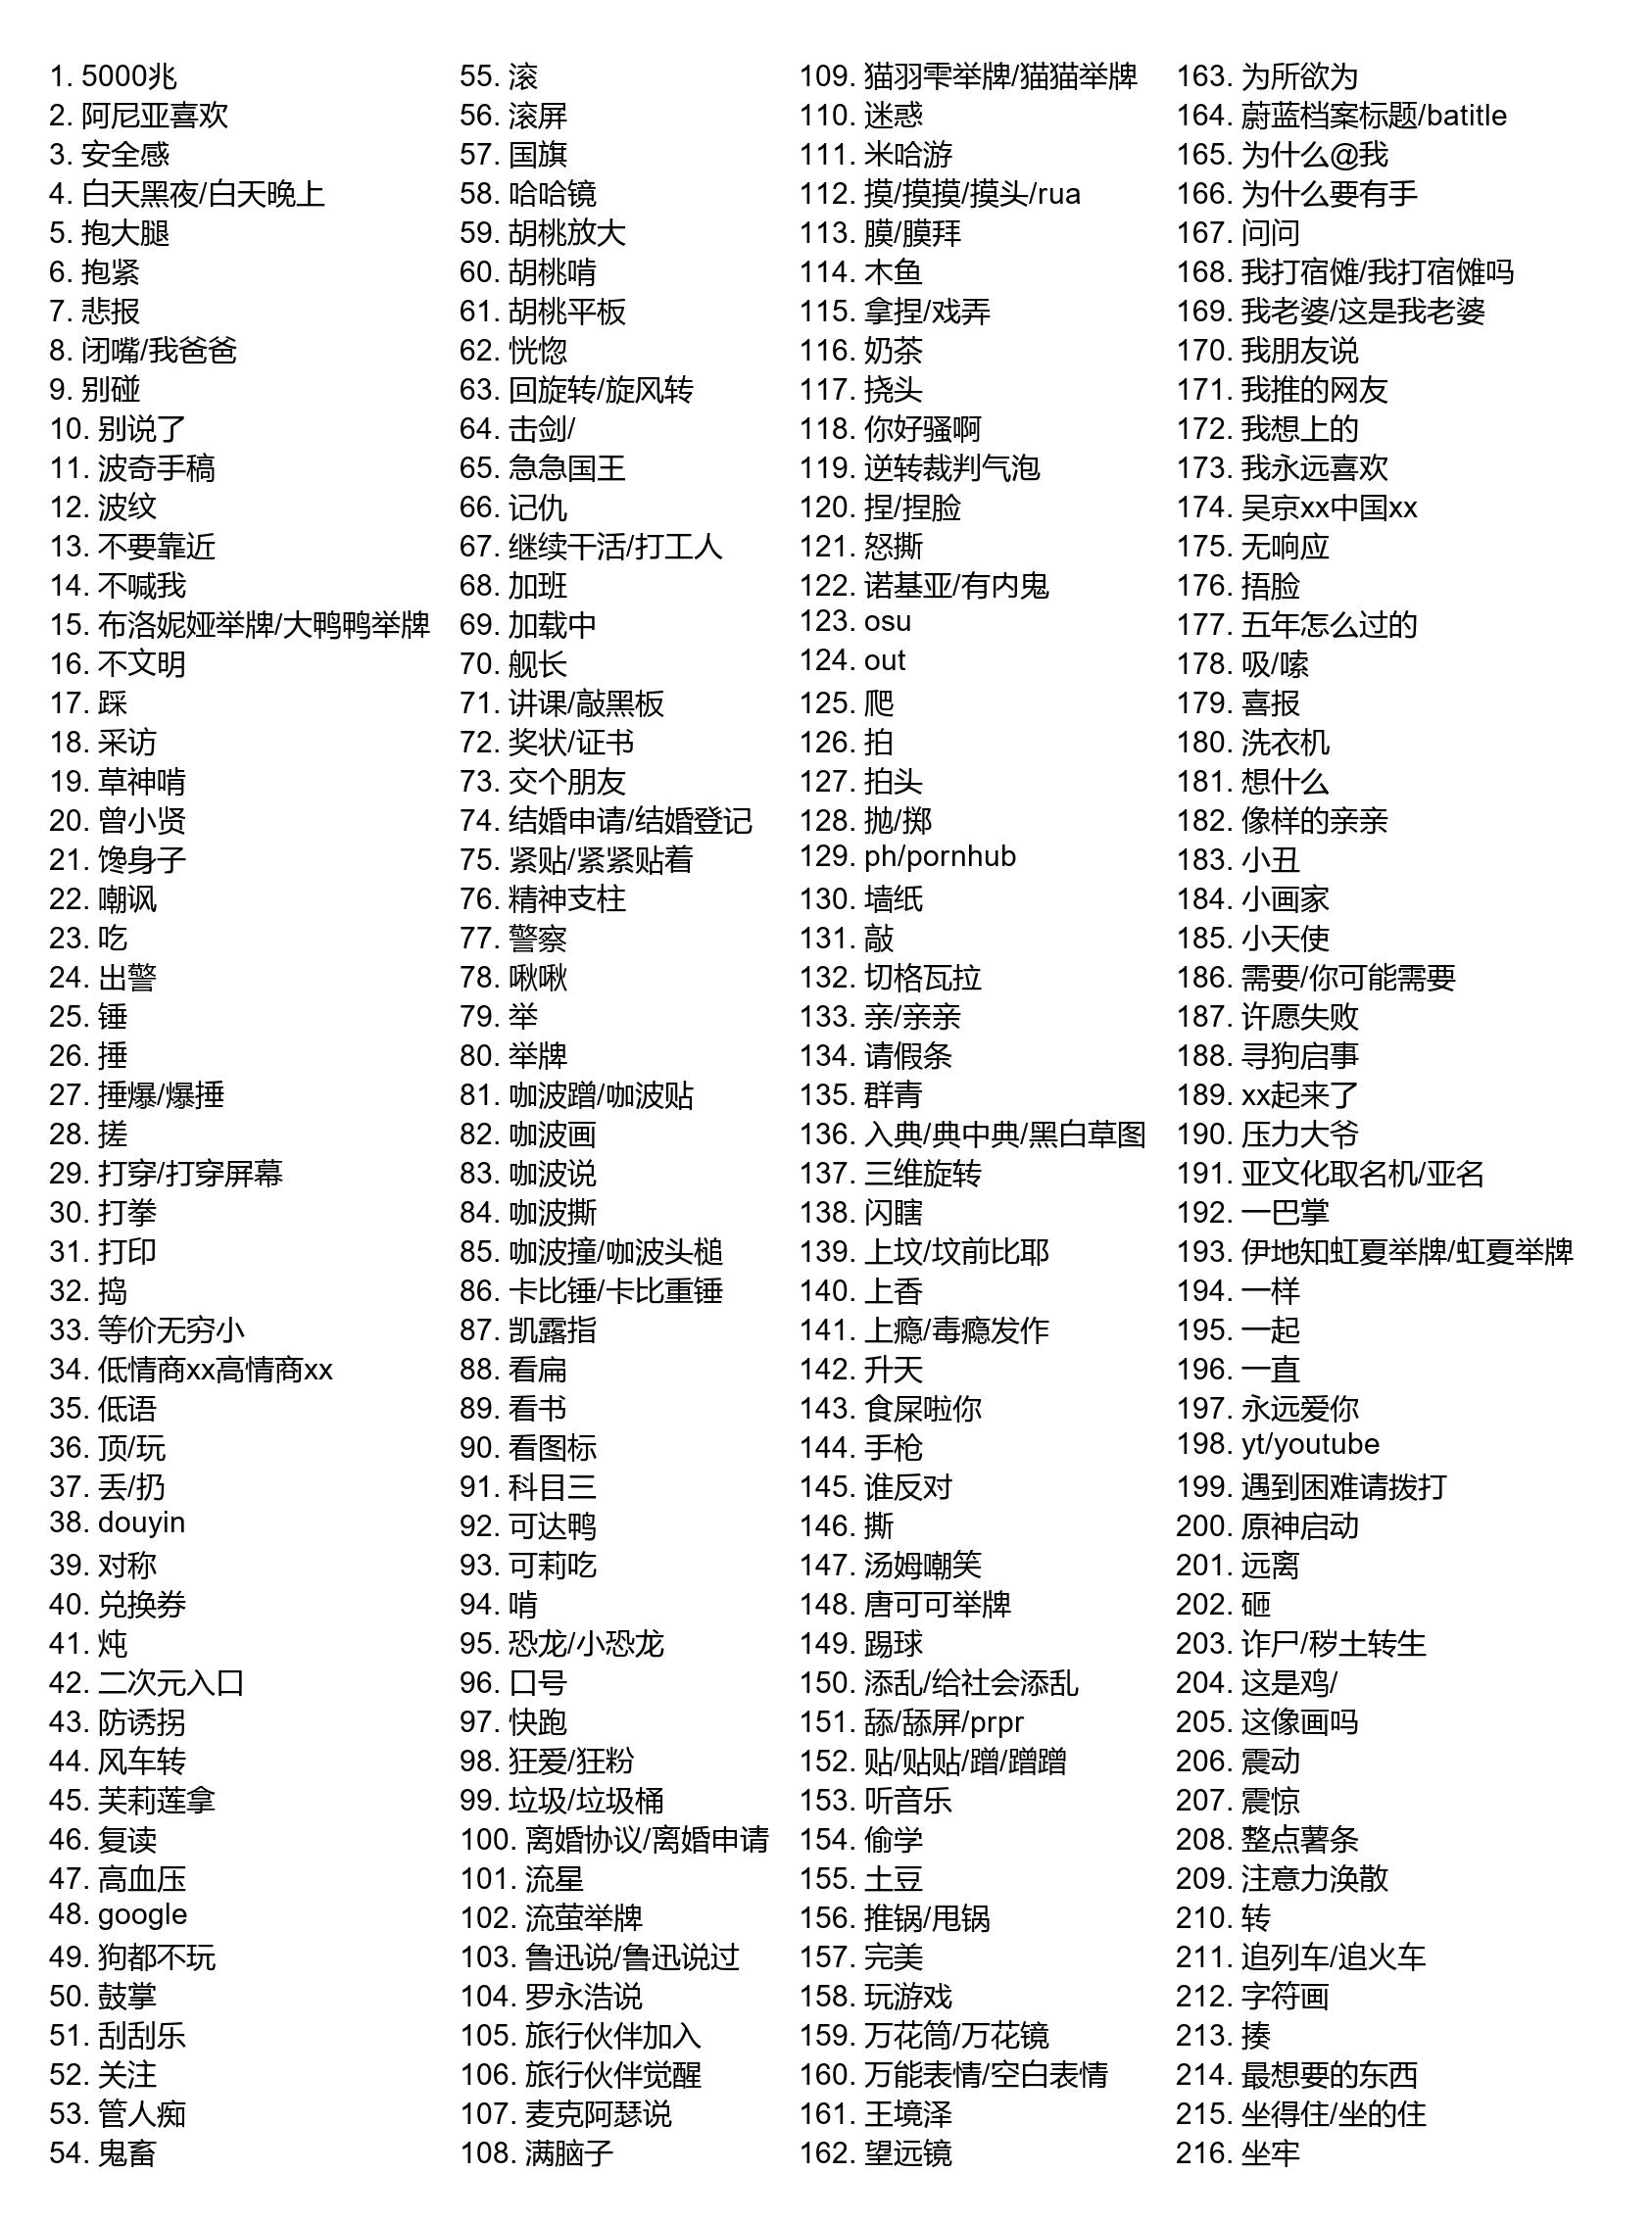 1. 5000兆
2. 阿尼亚喜欢
3. 安全感
4. 白天黑夜/白天晚上
5. 抱大腿
6. 抱紧
7. 悲报
8. 闭嘴/我爸爸
9. 别碰
10. 别说了
11. 波奇手稿
12. 波纹
13. 不要靠近
14. 不喊我
15. 布洛妮娅举牌/大鸭鸭举牌
16. 不文明
17. 踩
18. 采访
19. 草神啃
20. 曾小贤
21. 馋身子
22. 嘲讽
23. 吃
24. 出警
25. 锤
26. 捶
27. 捶爆/爆捶
28. 搓
29. 打穿/打穿屏幕
30. 打拳
31. 打印
32. 捣
33. 等价无穷小
34. 低情商xx高情商xx
35. 低语
36. 顶/玩
37. 丢/扔
38. douyin
39. 对称
40. 兑换券
41. 炖
42. 二次元入口
43. 防诱拐
44. 风车转
45. 芙莉莲拿
46. 复读
47. 高血压
48. google
49. 狗都不玩
50. 鼓掌
51. 刮刮乐
52. 关注
53. 管人痴
54. 鬼畜
55. 滚
56. 滚屏
57. 国旗
58. 哈哈镜
59. 胡桃放大
60. 胡桃啃
61. 胡桃平板
62. 恍惚
63. 回旋转/旋风转
64. 击剑/
65. 急急国王
66. 记仇
67. 继续干活/打工人
68. 加班
69. 加载中
70. 舰长
71. 讲课/敲黑板
72. 奖状/证书
73. 交个朋友
74. 结婚申请/结婚登记
75. 紧贴/紧紧贴着
76. 精神支柱
77. 警察
78. 啾啾
79. 举
80. 举牌
81. 咖波蹭/咖波贴
82. 咖波画
83. 咖波说
84. 咖波撕
85. 咖波撞/咖波头槌
86. 卡比锤/卡比重锤
87. 凯露指
88. 看扁
89. 看书
90. 看图标
91. 科目三
92. 可达鸭
93. 可莉吃
94. 啃
95. 恐龙/小恐龙
96. 口号
97. 快跑
98. 狂爱/狂粉
99. 垃圾/垃圾桶
100. 离婚协议/离婚申请
101. 流星
102. 流萤举牌
103. 鲁迅说/鲁迅说过
104. 罗永浩说
105. 旅行伙伴加入
106. 旅行伙伴觉醒
107. 麦克阿瑟说
108. 满脑子
109. 猫羽雫举牌/猫猫举牌
110. 迷惑
111. 米哈游
112. 摸/摸摸/摸头/rua
113. 膜/膜拜
114. 木鱼
115. 拿捏/戏弄
116. 奶茶
117. 挠头
118. 你好骚啊
119. 逆转裁判气泡
120. 捏/捏脸
121. 怒撕
122. 诺基亚/有内鬼
123. osu
124. out
125. 爬
126. 拍
127. 拍头
128. 抛/掷
129. ph/pornhub
130. 墙纸
131. 敲
132. 切格瓦拉
133. 亲/亲亲
134. 请假条
135. 群青
136. 入典/典中典/黑白草图
137. 三维旋转
138. 闪瞎
139. 上坟/坟前比耶
140. 上香
141. 上瘾/毒瘾发作
142. 升天
143. 食屎啦你
144. 手枪
145. 谁反对
146. 撕
147. 汤姆嘲笑
148. 唐可可举牌
149. 踢球
150. 添乱/给社会添乱
151. 舔/舔屏/prpr
152. 贴/贴贴/蹭/蹭蹭
153. 听音乐
154. 偷学
155. 土豆
156. 推锅/甩锅
157. 完美
158. 玩游戏
159. 万花筒/万花镜
160. 万能表情/空白表情
161. 王境泽
162. 望远镜
163. 为所欲为
164. 蔚蓝档案标题/batitle
165. 为什么@我
166. 为什么要有手
167. 问问
168. 我打宿傩/我打宿傩吗
169. 我老婆/这是我老婆
170. 我朋友说
171. 我推的网友
172. 我想上的
173. 我永远喜欢
174. 吴京xx中国xx
175. 无响应
176. 捂脸
177. 五年怎么过的
178. 吸/嗦
179. 喜报
180. 洗衣机
181. 想什么
182. 像样的亲亲
183. 小丑
184. 小画家
185. 小天使
186. 需要/你可能需要
187. 许愿失败
188. 寻狗启事
189. xx起来了
190. 压力大爷
191. 亚文化取名机/亚名
192. 一巴掌
193. 伊地知虹夏举牌/虹夏举牌
194. 一样
195. 一起
196. 一直
197. 永远爱你
198. yt/youtube
199. 遇到困难请拨打
200. 原神启动
201. 远离
202. 砸
203. 诈尸/秽土转生
204. 这是鸡/
205. 这像画吗
206. 震动
207. 震惊
208. 整点薯条
209. 注意力涣散
210. 转
211. 追列车/追火车
212. 字符画
213. 揍
214. 最想要的东西
215. 坐得住/坐的住
216. 坐牢